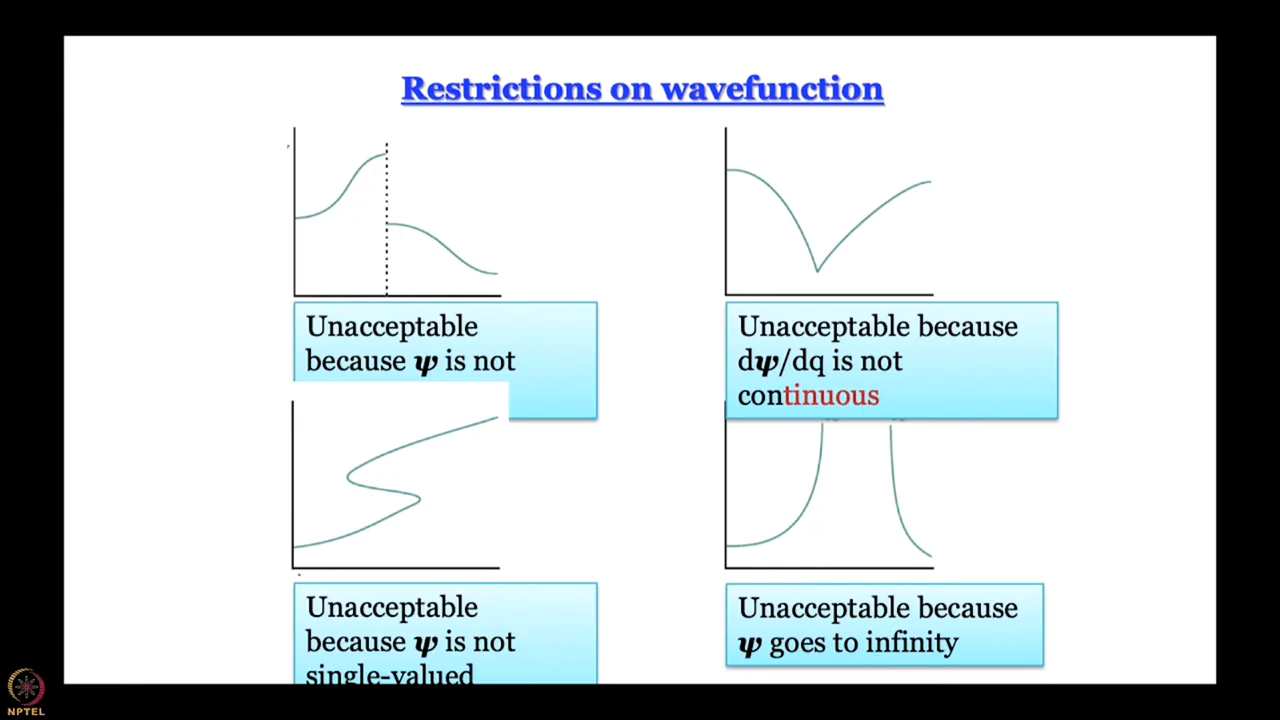 Restrictions on wavefunction
Unacceptable
because ψ is not
Unacceptable because
dψ/dq is not
continuous
Unacceptable
because ψ is not
single-valued
Unacceptable because
ψ goes to infinity
NPTEL